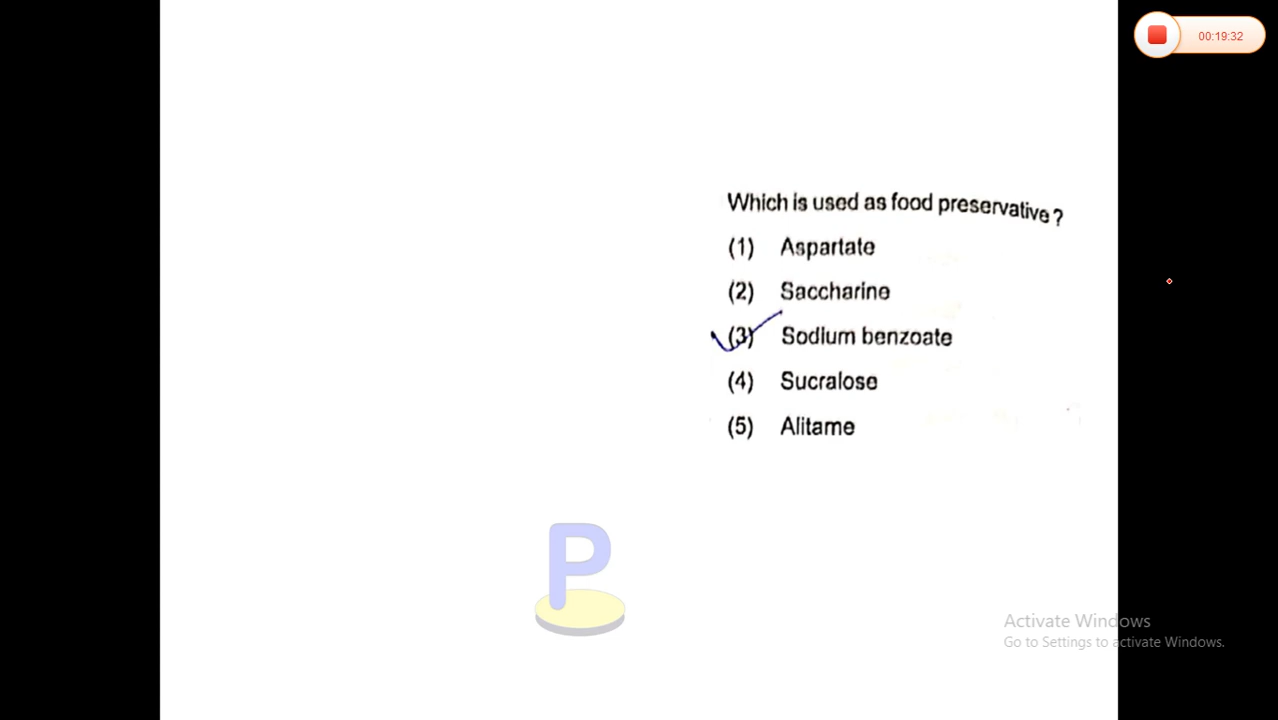 00:19:32
Which is used as food preservative?
(1) Aspartate
(2) Saccharine
(3) Sodium benzoate
(4) Sucralose
(5) Alitame
P
Activate Windows
Go to Settings to activate Windows.